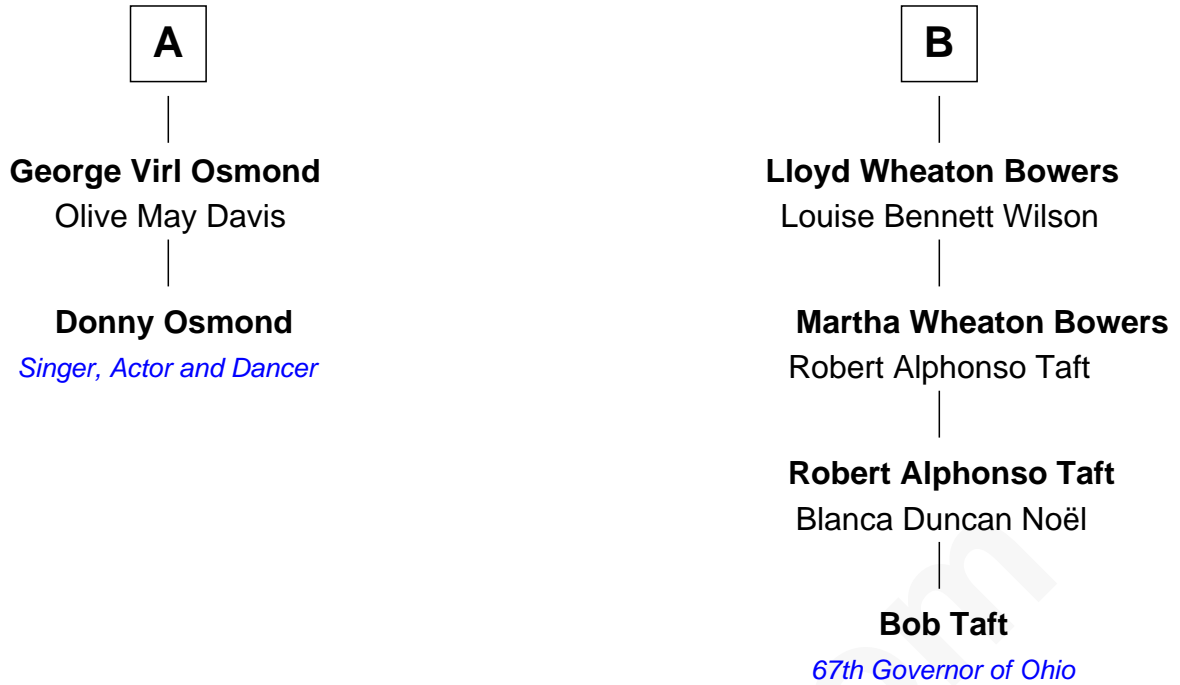 A
George Virl Osmond
Olive May Davis
Donny Osmond
Singer, Actor and Dancer
B
Lloyd Wheaton Bowers
Louise Bennett Wilson
Martha Wheaton Bowers
Robert Alphonso Taft
Robert Alphonso Taft
Blanca Duncan Noël
Bob Taft
67th Governor of Ohio